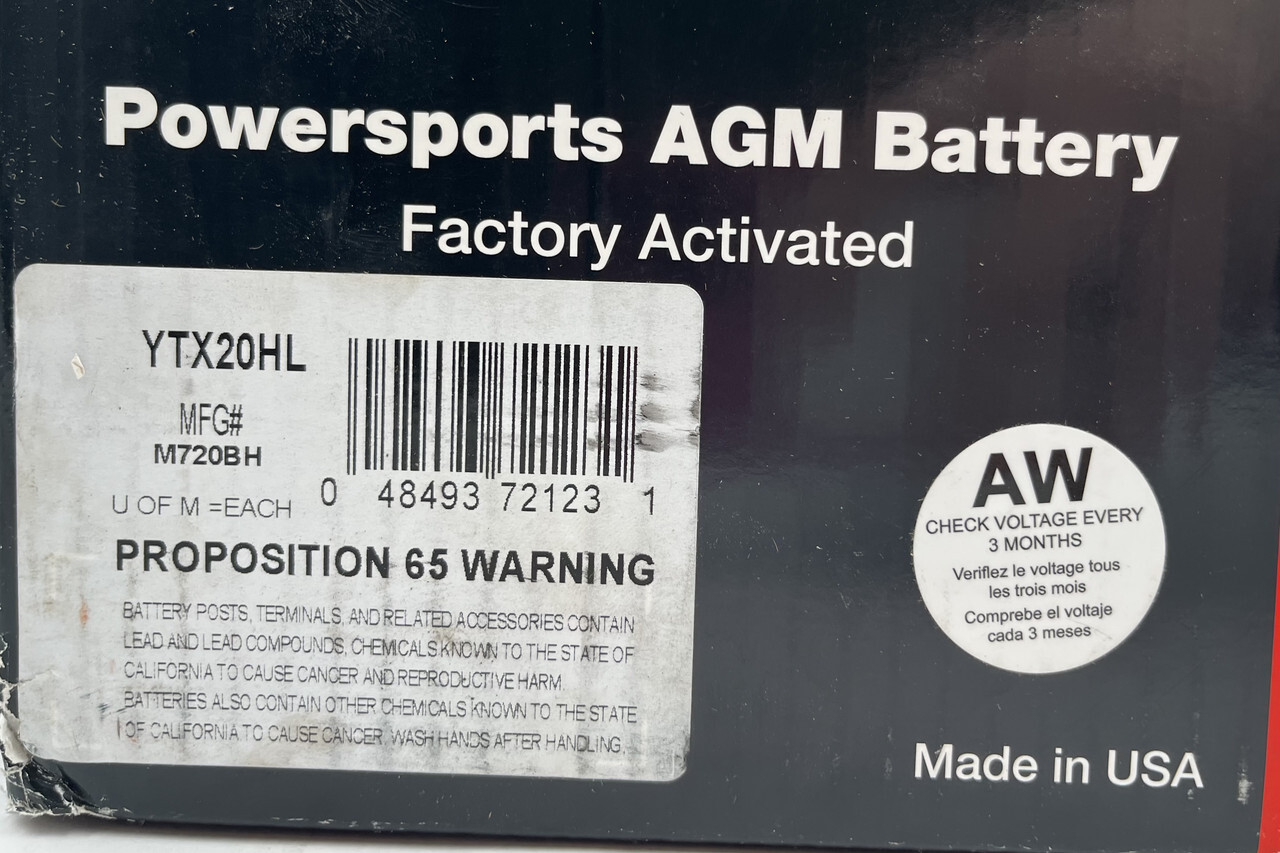 Powersports AGM Battery
Factory Activated
YTX20HL
MFG#
M720BH
U OF M =EACH
0 48493 72123 1
PROPOSITION 65 WARNING
BATTERY POSTS, TERMINALS, AND RELATED ACCESSORIES CONTAIN
LEAD AND LEAD COMPOUNDS, CHEMICALS KNOWN TO THE STATE OF
CALIFORNIA TO CAUSE CANCER AND REPRODUCTIVE HARM.
BATTERIES ALSO CONTAIN OTHER CHEMICALS KNOWN TO THE STATE
OF CALIFORNIA TO CAUSE CANCER. WASH HANDS AFTER HANDLING.
AW
CHECK VOLTAGE EVERY
3 MONTHS
Verifiez le voltage tous
les trois mois
Comprebe el voltaje
cada 3 meses
Made in USA